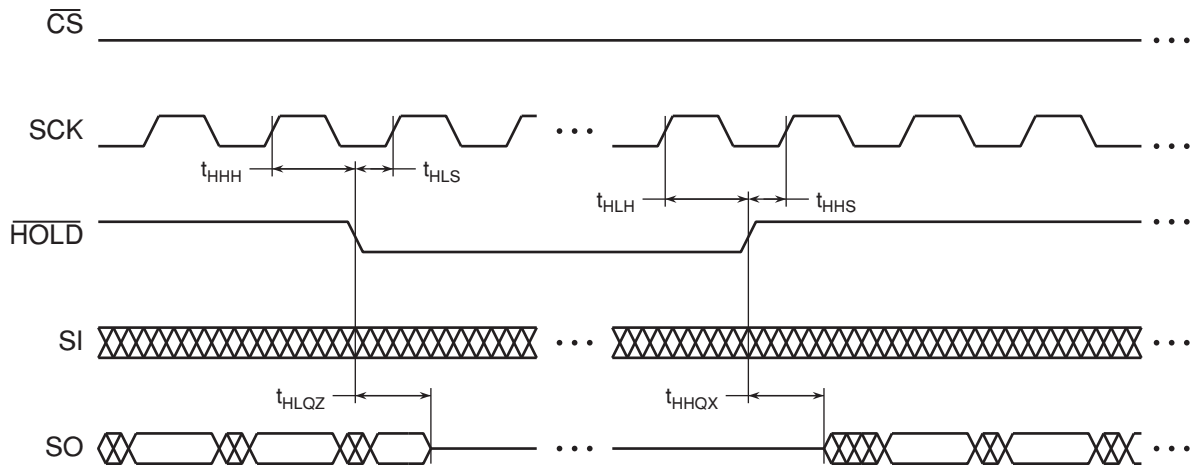 CS
SCK
tHHH
tHLS
tHLH
tHHS
HOLD
SI
tHLQZ
tHHQX
SO